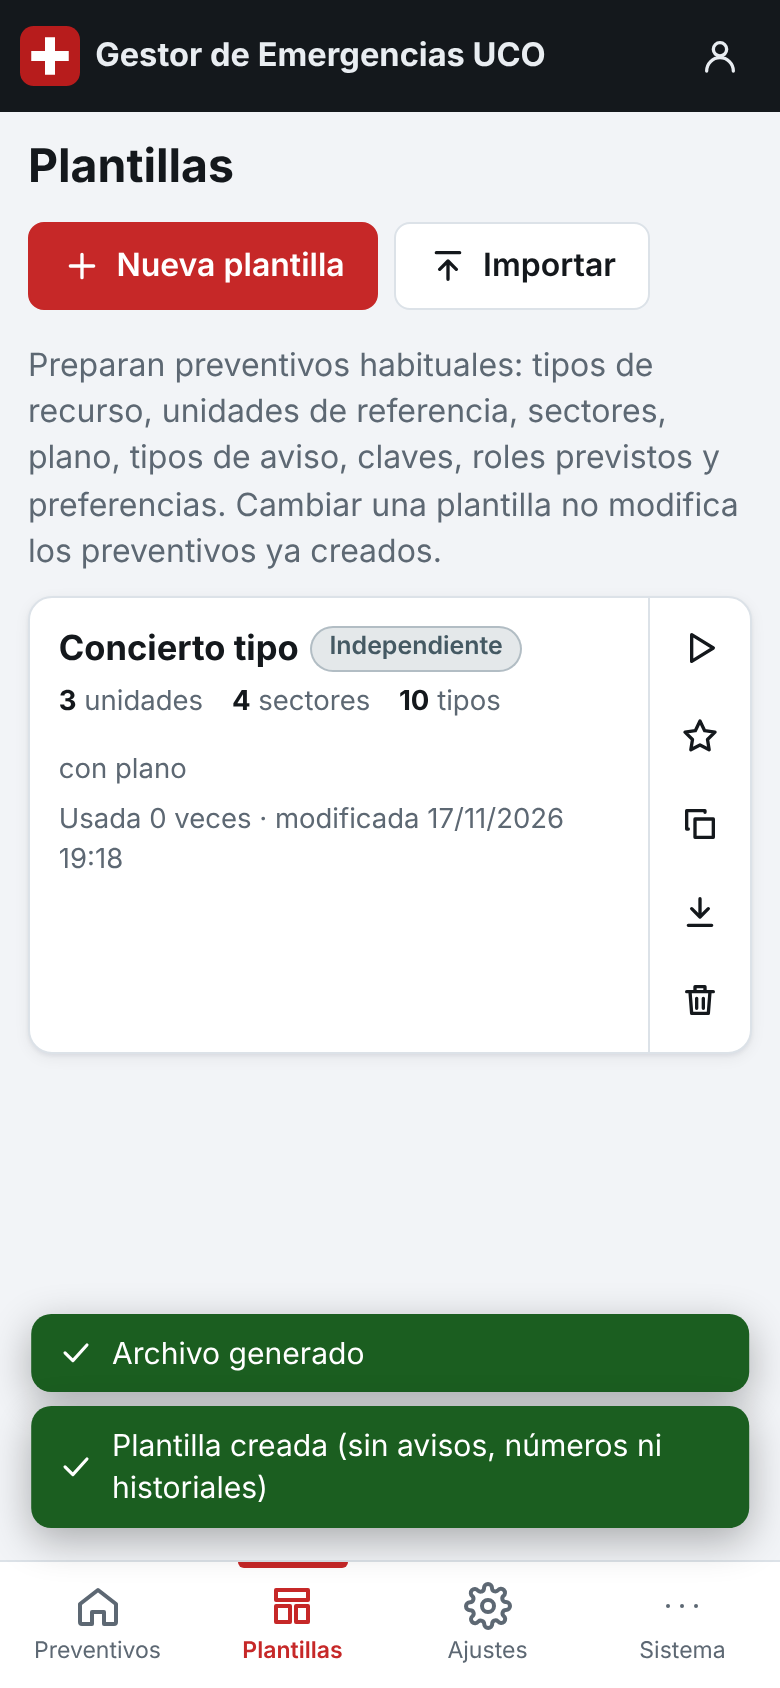 Gestor de Emergencias UCO
Plantillas
Nueva plantilla
Importar
Preparan preventivos habituales: tipos de
recurso, unidades de referencia, sectores,
plano, tipos de aviso, claves, roles previstos y
preferencias. Cambiar una plantilla no modifica
los preventivos ya creados.
Concierto tipo Independiente
3 unidades 4 sectores 10 tipos
con plano
Usada 0 veces · modificada 17/11/2026
19:18
Archivo generado
Plantilla creada (sin avisos, números ni
historiales)
Preventivos
Plantillas
Ajustes
Sistema